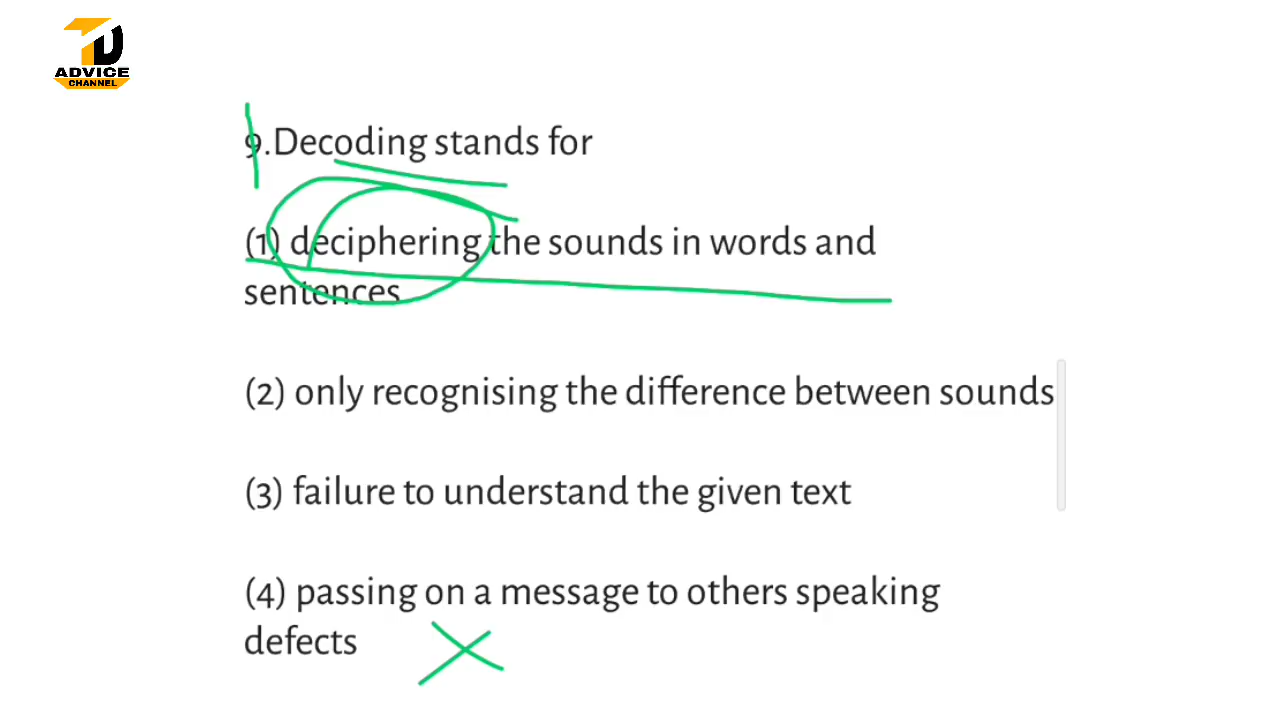 TD
ADVICE
CHANNEL
9.Decoding stands for
(1) deciphering the sounds in words and
sentences
(2) only recognising the difference between sounds
(3) failure to understand the given text
(4) passing on a message to others speaking
defects